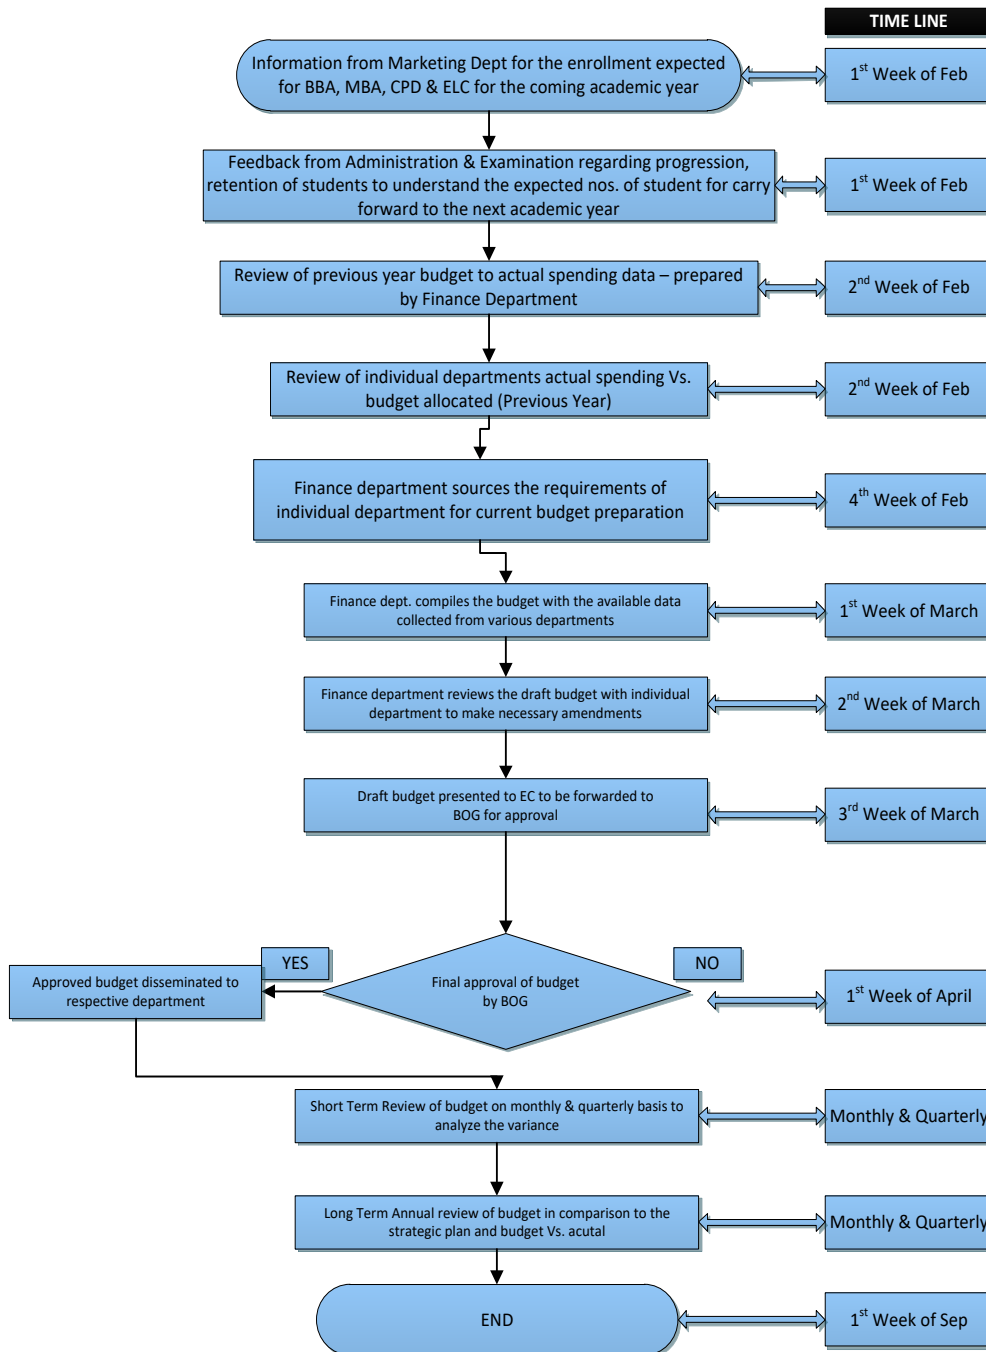 TIME LINE
Information from Marketing Dept for the enrollment expected
for BBA, MBA, CPD & ELC for the coming academic year
1st Week of Feb
Feedback from Administration & Examination regarding progression,
retention of students to understand the expected nos. of student for carry
forward to the next academic year
1st Week of Feb
Review of previous year budget to actual spending data – prepared
by Finance Department
2nd Week of Feb
Review of individual departments actual spending Vs.
budget allocated (Previous Year)
2nd Week of Feb
Finance department sources the requirements of
individual department for current budget preparation
4th Week of Feb
Finance dept. compiles the budget with the available data
collected from various departments
1st Week of March
Finance department reviews the draft budget with individual
department to make necessary amendments
2nd Week of March
Draft budget presented to EC to be forwarded to
BOG for approval
3rd Week of March
YES
NO
Approved budget disseminated to
respective department
Final approval of budget
by BOG
1st Week of April
Short Term Review of budget on monthly & quarterly basis to
analyze the variance
Monthly & Quarterly
Long Term Annual review of budget in comparison to the
strategic plan and budget Vs. acutal
Monthly & Quarterly
END
1st Week of Sep